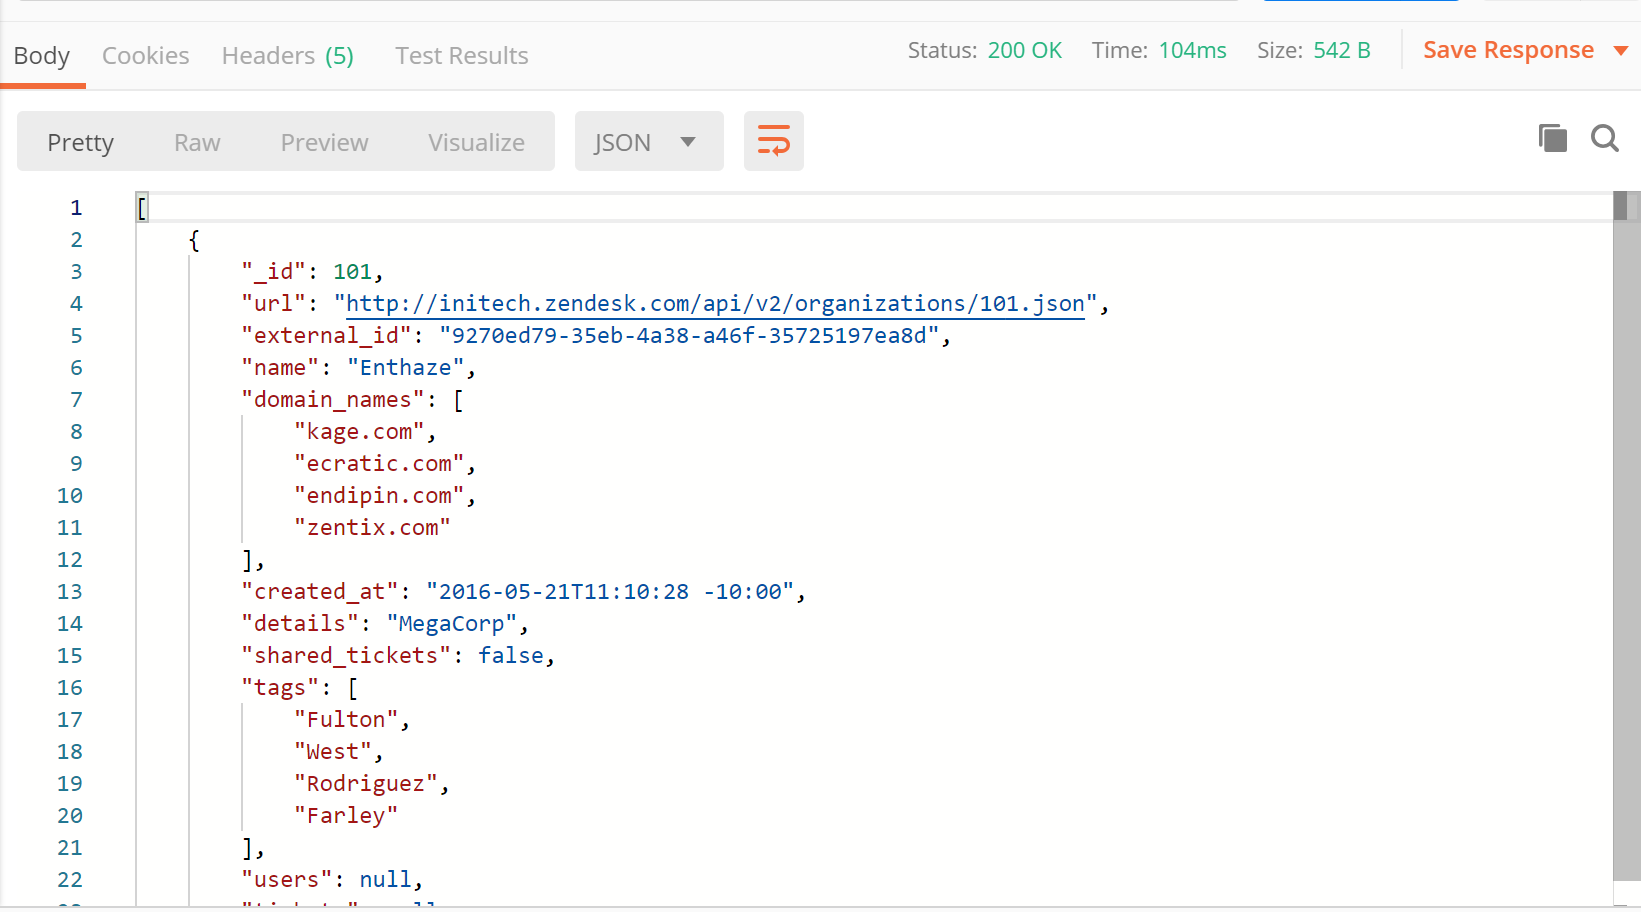 Body Cookies Headers (5) Test Results Status: 200 OK Time: 104ms Size: 542 B Save Response
Pretty Raw Preview Visualize JSON
1 [
2 {
3 "_id": 101,
4 "url": "http://initech.zendesk.com/api/v2/organizations/101.json",
5 "external_id": "9270ed79-35eb-4a38-a46f-35725197ea8d",
6 "name": "Enthaze",
7 "domain_names": [
8 "kage.com",
9 "ecratic.com",
10 "endipin.com",
11 "zentix.com"
12 ],
13 "created_at": "2016-05-21T11:10:28 -10:00",
14 "details": "MegaCorp",
15 "shared_tickets": false,
16 "tags": [
17 "Fulton",
18 "West",
19 "Rodriguez",
20 "Farley"
21 ],
22 "users": null,